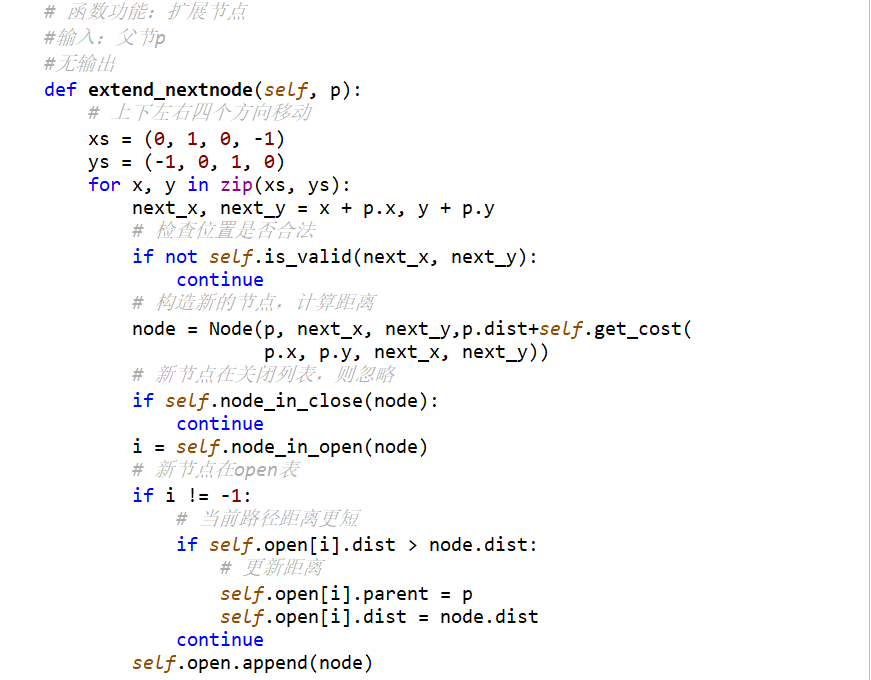 # 函数功能：扩展节点
#输入：父节p
#无输出
def extend_nextnode(self, p):
    # 上下左右四个方向移动
    xs = (0, 1, 0, -1)
    ys = (-1, 0, 1, 0)
    for x, y in zip(xs, ys):
        next_x, next_y = x + p.x, y + p.y
        # 检查位置是否合法
        if not self.is_valid(next_x, next_y):
            continue
        # 构造新的节点，计算距离
        node = Node(p, next_x, next_y,p.dist+self.get_cost(
                    p.x, p.y, next_x, next_y))
        # 新节点在关闭列表，则忽略
        if self.node_in_close(node):
            continue
        i = self.node_in_open(node)
        # 新节点在open表
        if i != -1:
            # 当前路径距离更短
            if self.open[i].dist > node.dist:
                # 更新距离
                self.open[i].parent = p
                self.open[i].dist = node.dist
            continue
        self.open.append(node)